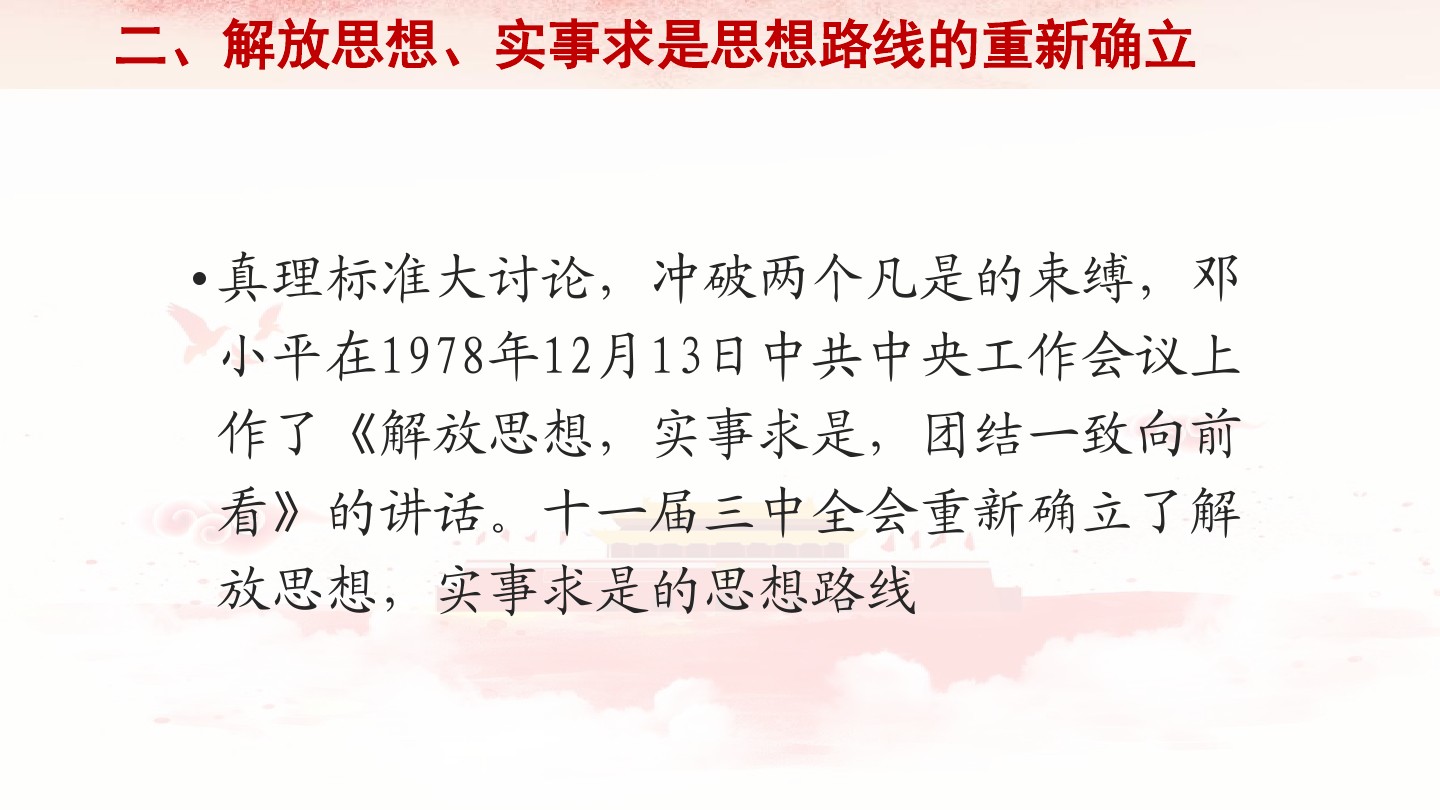 二、解放思想、实事求是思想路线的重新确立
•真理标准大讨论，冲破两个凡是的束缚，邓
小平在1978年12月13日中共中央工作会议上
作了《解放思想，实事求是，团结一致向前
看》的讲话。十一届三中全会重新确立了解
放思想，实事求是的思想路线